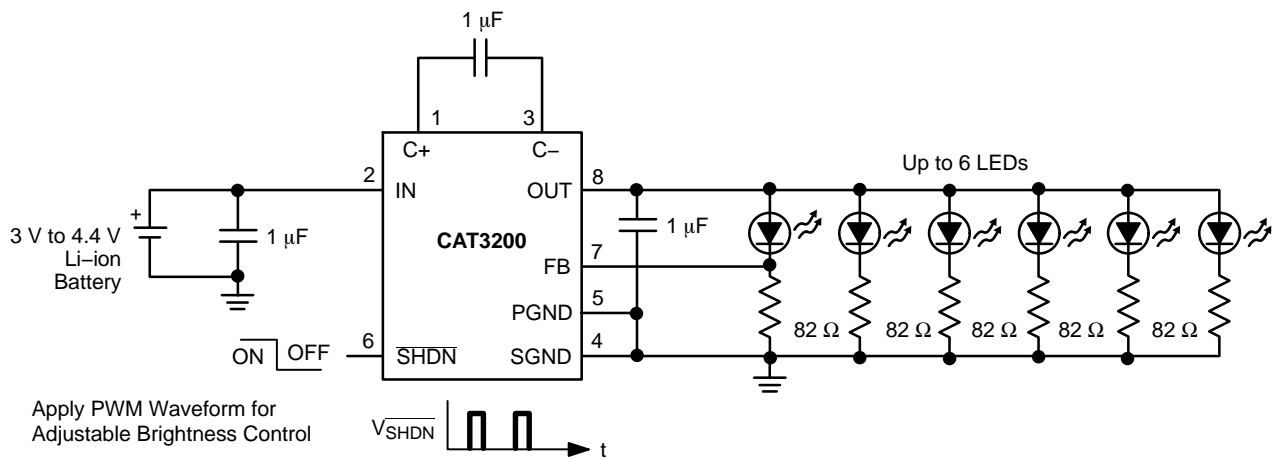 1 μF
1
3
C+
C−
2
IN
OUT
8
Up to 6 LEDs
+
3 V to 4.4 V
Li−ion
Battery
1 μF
CAT3200
1 μF
FB
7
PGND
5
82 Ω
82 Ω
82 Ω
82 Ω
82 Ω
ON
OFF
6
SHDN
SGND
4
Apply PWM Waveform for
Adjustable Brightness Control
VSHDN
t